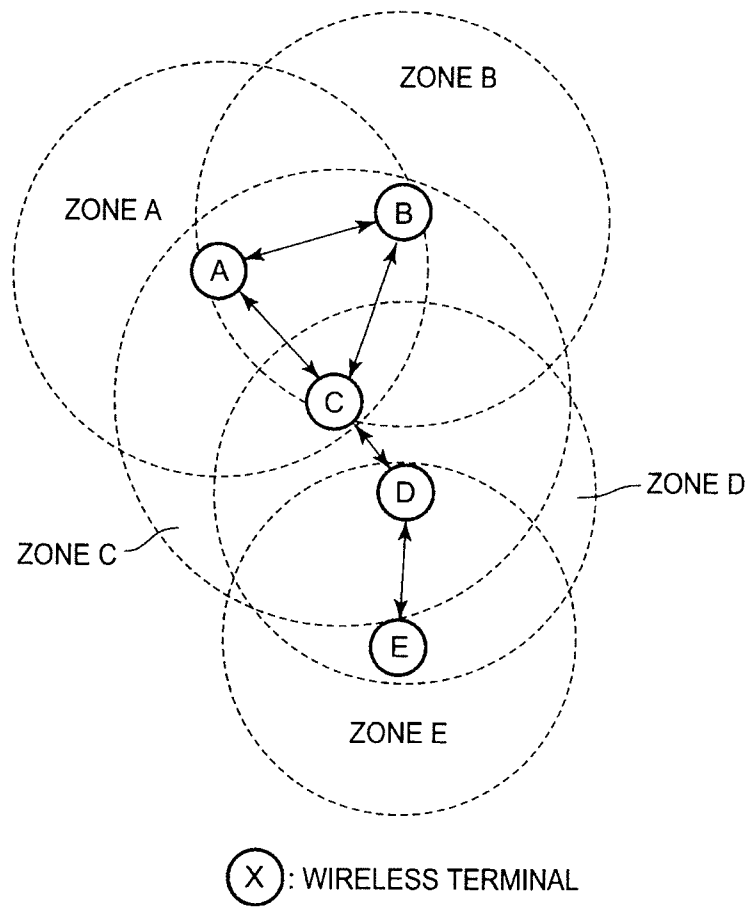 ZONE B
ZONE A
B
A
C
D
ZONE D
ZONE C
E
ZONE E
X : WIRELESS TERMINAL